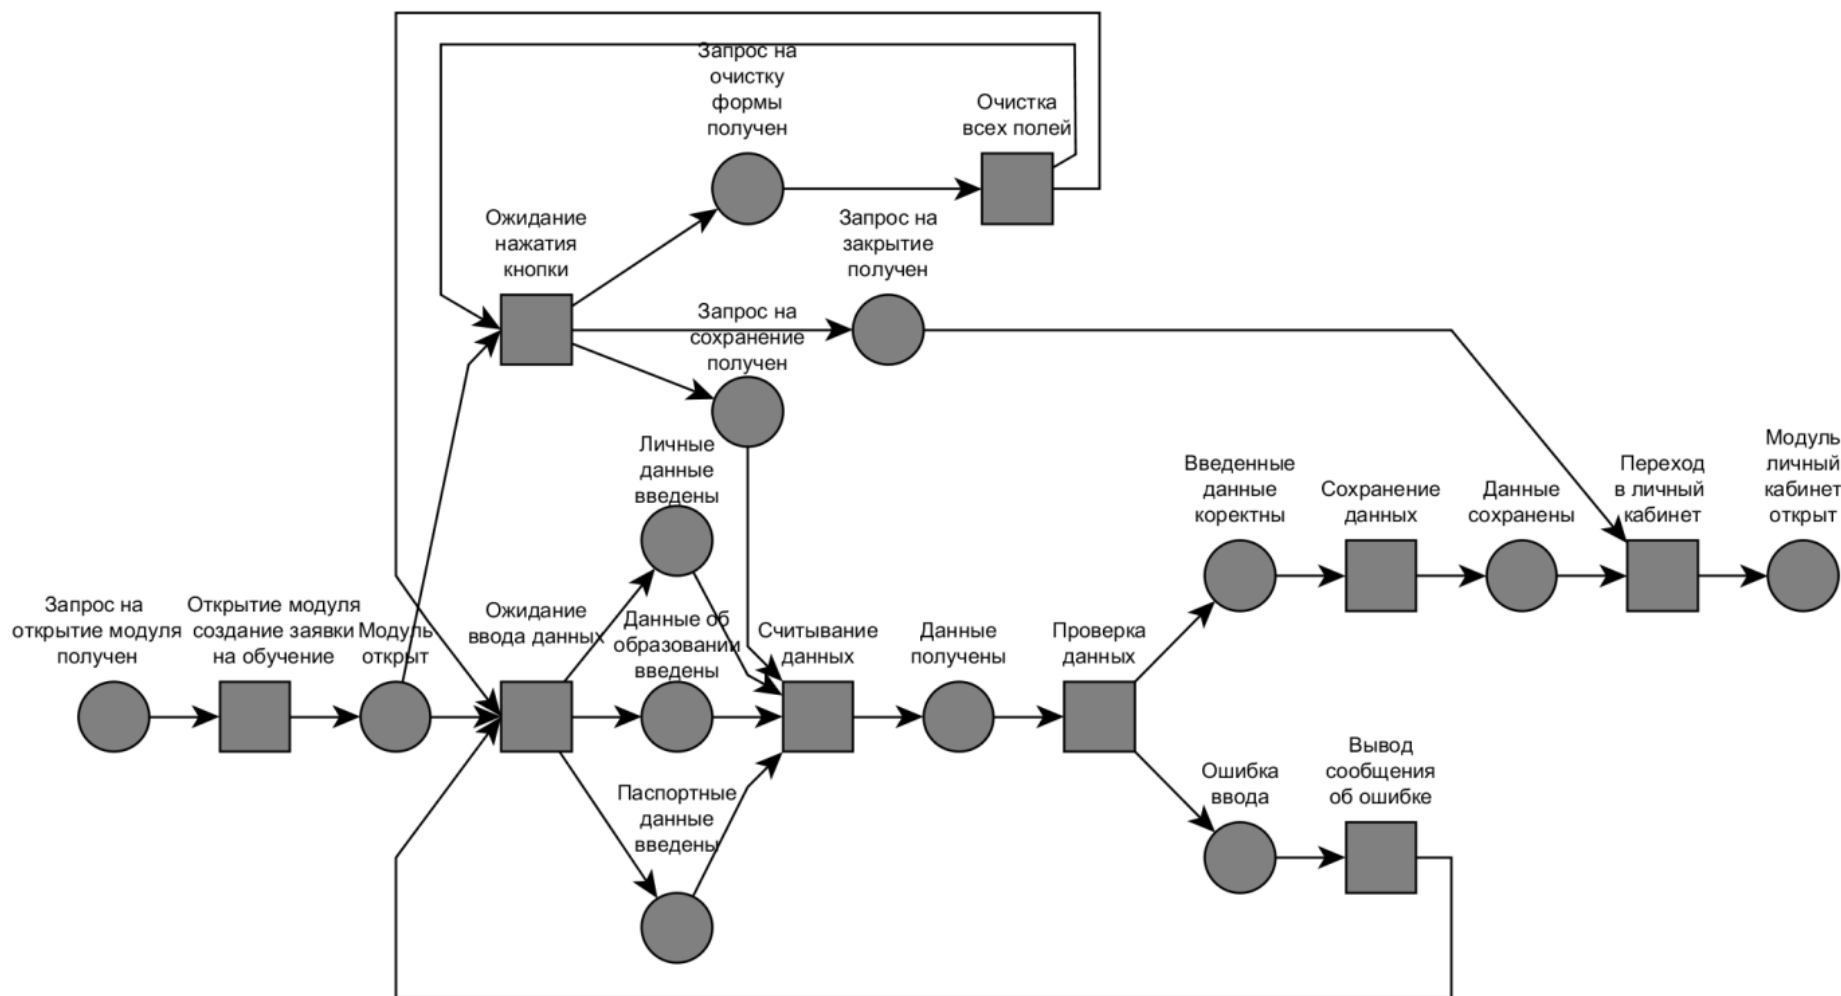 Запрос на
очистку
формы
получен
Очистка
всех полей
Ожидание
нажатия
кнопки
Запрос на
закрытие
получен
Запрос на
сохранение
получен
Личные
данные
введены
Введенные
данные
коректны
Сохранение
данных
Данные
сохранены
Переход
в личный
кабинет
Модуль
личный
кабинет
открыт
Запрос на
открытие модуля
получен
Открытие модуля
создание заявки
на обучение
Модуль
открыт
Ожидание
ввода данных
Данные об
образовании
введены
Считывание
данных
Данные
получены
Проверка
данных
Паспортные
данные
введены
Ошибка
ввода
Вывод
сообщения
об ошибке